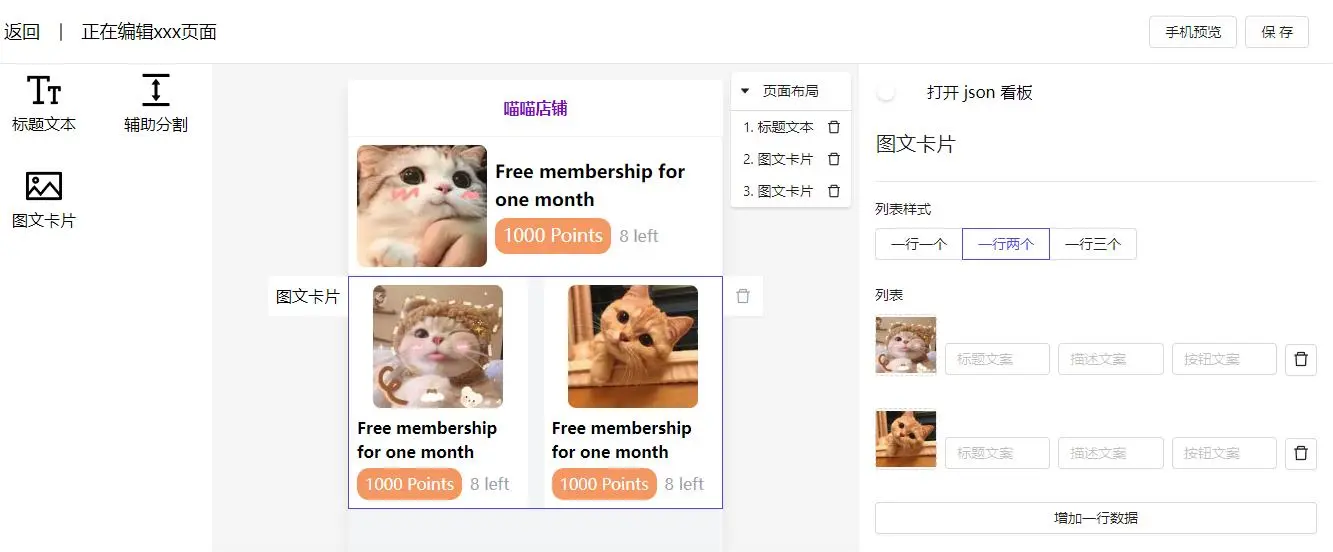 返回 | 正在编辑xxx页面
手机预览
保 存
标题文本
辅助分割
图文卡片
喵喵店铺
Free membership for
one month
1000 Points
8 left
图文卡片
Free membership
for one month
1000 Points
8 left
Free membership
for one month
1000 Points
8 left
页面布局
1. 标题文本
2. 图文卡片
3. 图文卡片
打开 json 看板
图文卡片
列表样式
一行一个
一行两个
一行三个
列表
标题文案
描述文案
按钮文案
标题文案
描述文案
按钮文案
增加一行数据